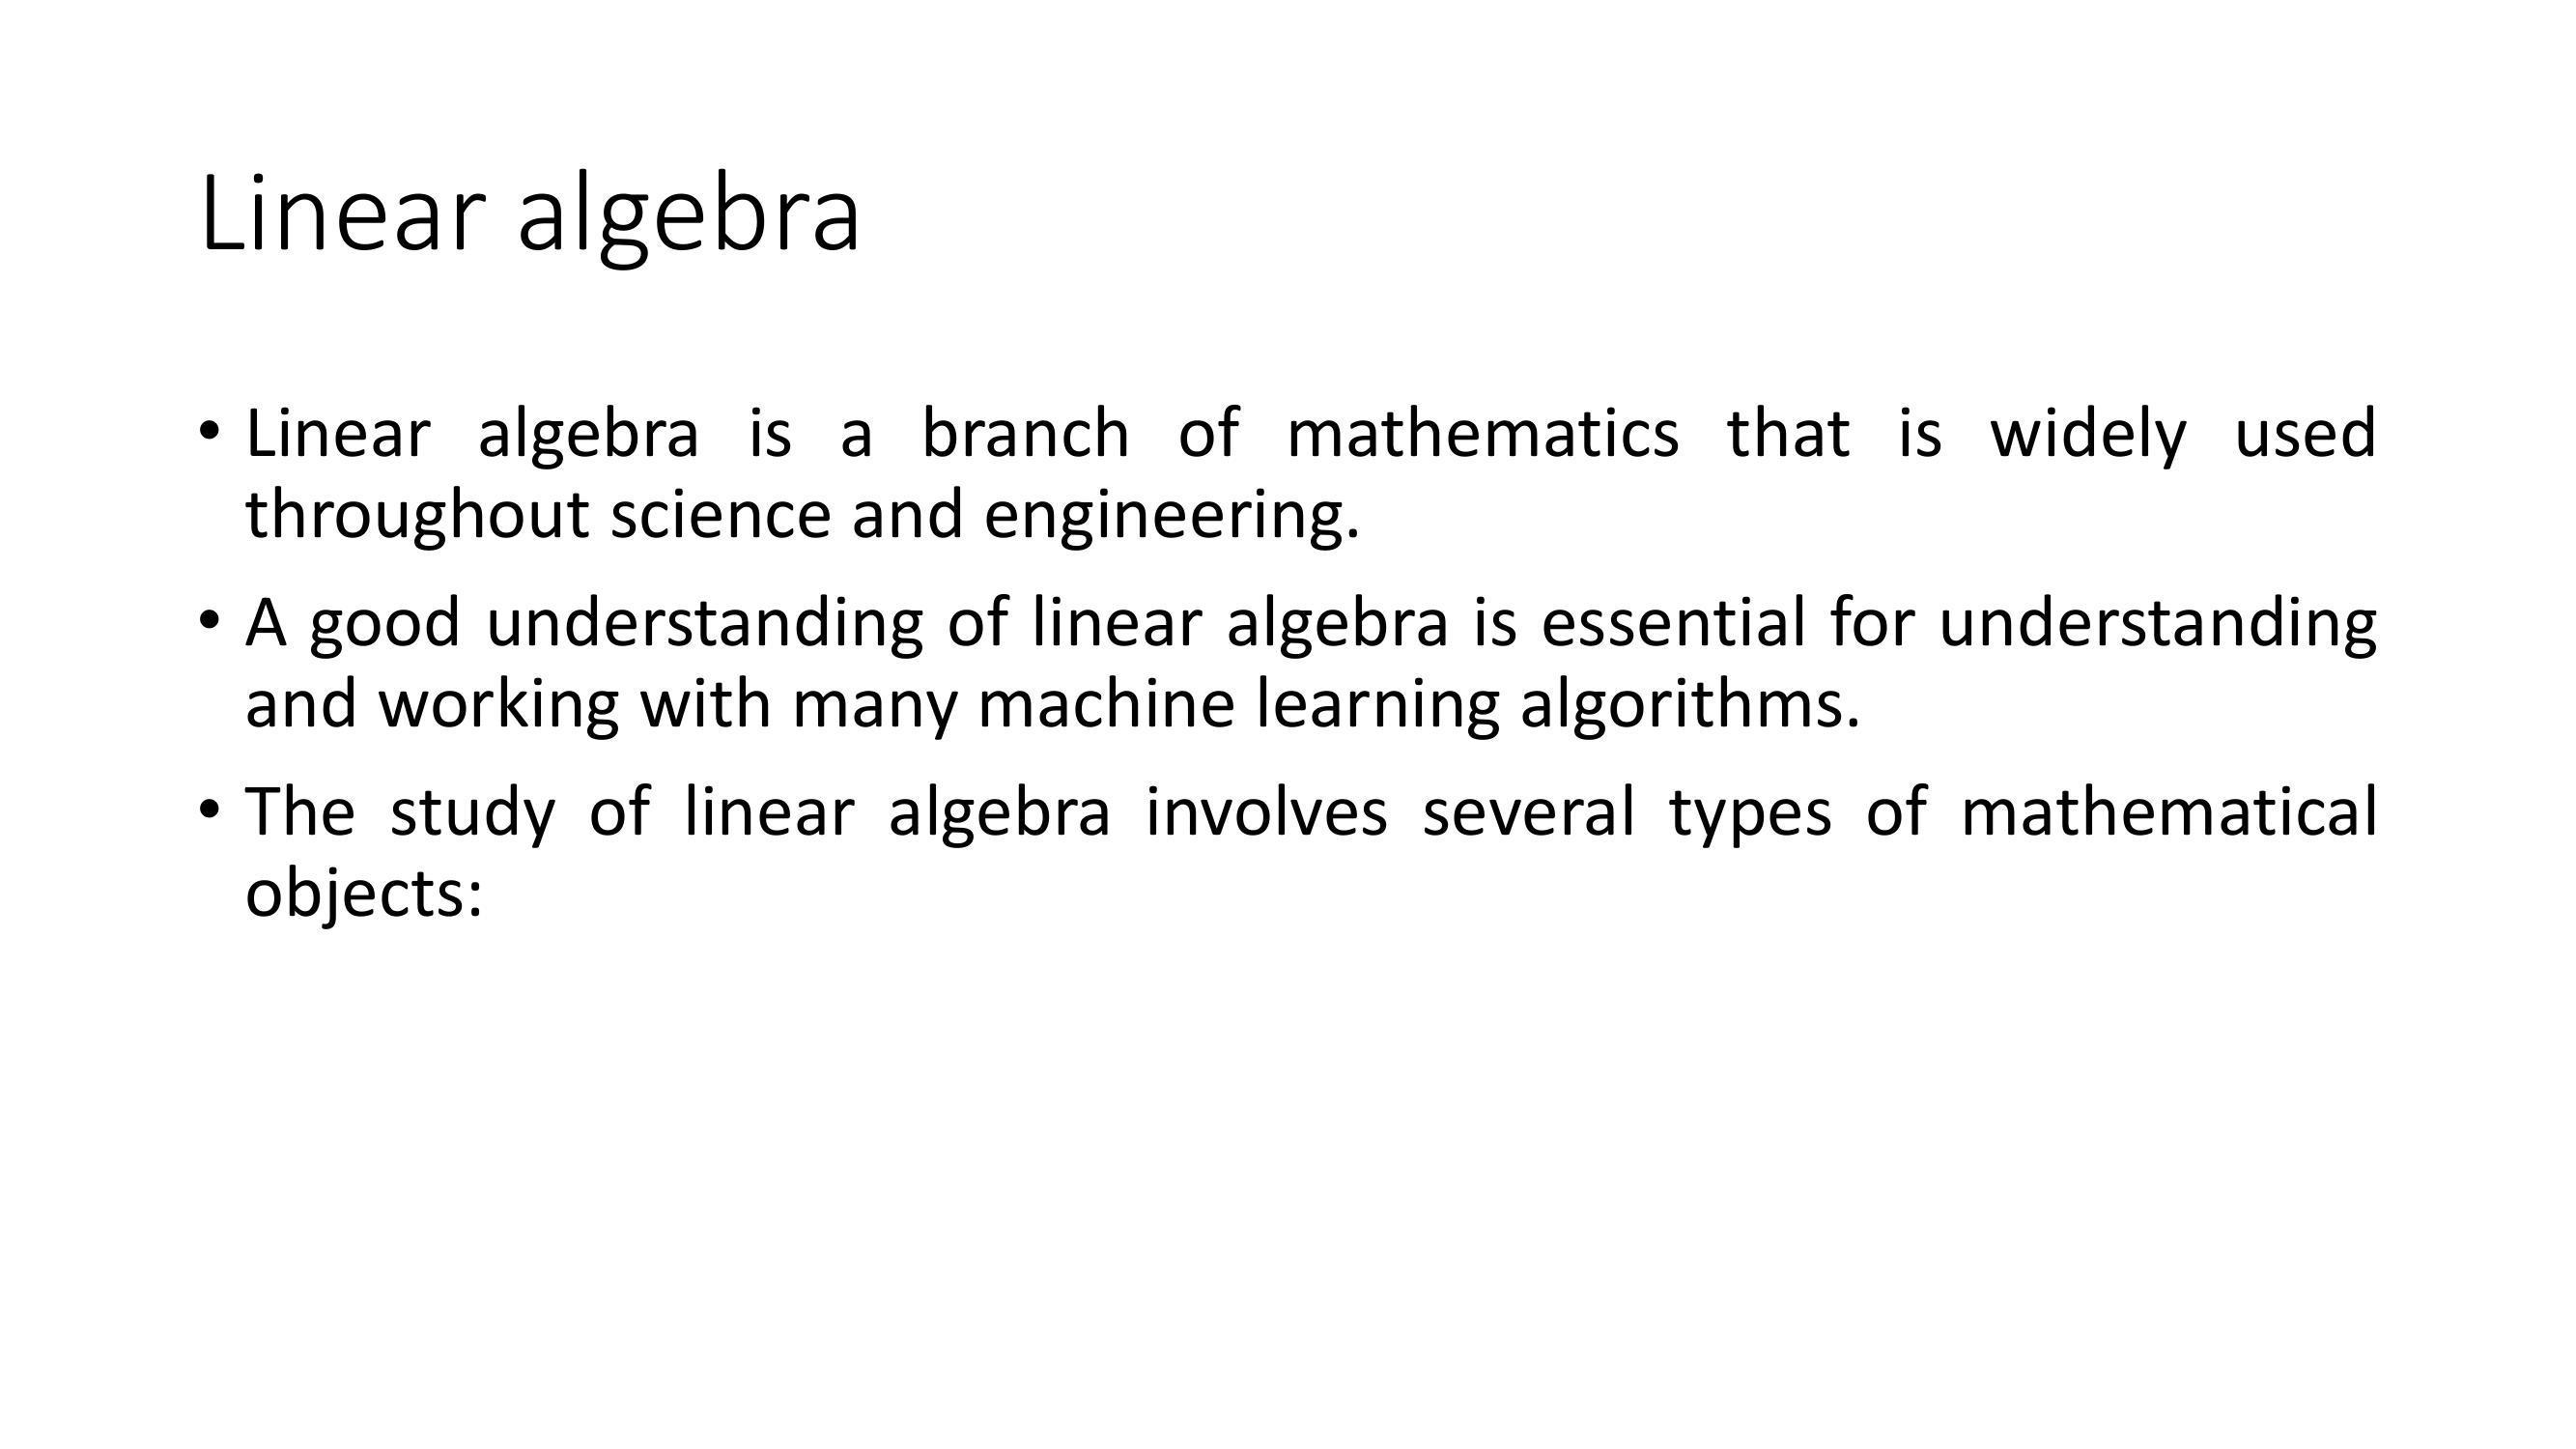 Linear algebra
• Linear algebra is a branch of mathematics that is widely used
throughout science and engineering.
• A good understanding of linear algebra is essential for understanding
and working with many machine learning algorithms.
• The study of linear algebra involves several types of mathematical
objects: